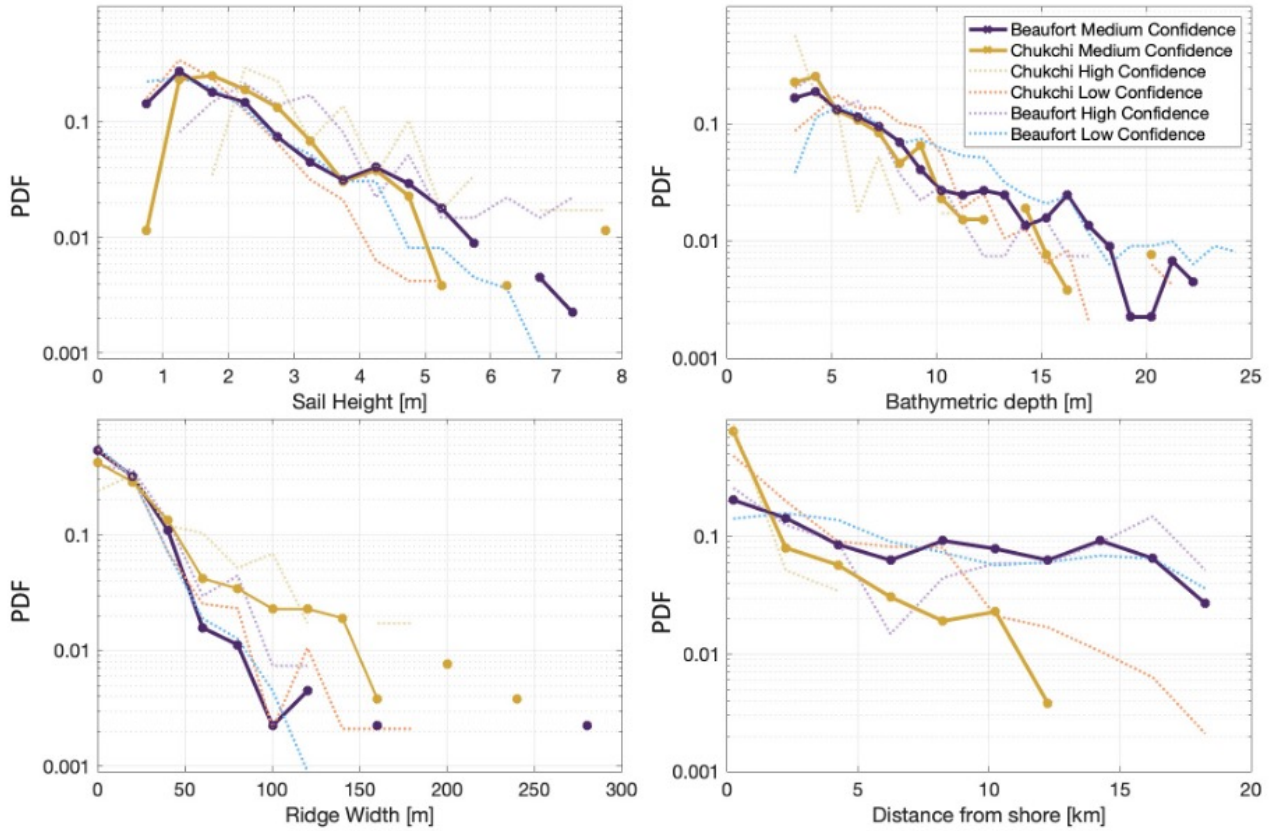 PDF
0.1
0.01
0.001
0 1 2 3 4 5 6 7 8
Sail Height [m]
PDF
0.1
0.01
0.001
0 5 10 15 20 25
Bathymetric depth [m]
Beaufort Medium Confidence
Chukchi Medium Confidence
Chukchi High Confidence
Chukchi Low Confidence
Beaufort High Confidence
Beaufort Low Confidence
PDF
0.1
0.01
0.001
0 50 100 150 200 250 300
Ridge Width [m]
PDF
0.1
0.01
0.001
0 5 10 15 20
Distance from shore [km]